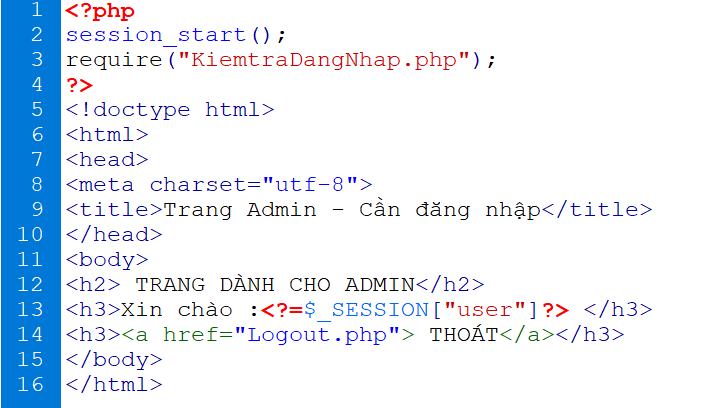 1 <?php
2 session_start();
3 require("KiemtraDangNhap.php");
4 ?>
5 <!doctype html>
6 <html>
7 <head>
8 <meta charset="utf-8">
9 <title>Trang Admin - Cần đăng nhập</title>
10 </head>
11 <body>
12 <h2> TRANG DÀNH CHO ADMIN</h2>
13 <h3>Xin chào :<?=$_SESSION["user"]?> </h3>
14 <h3><a href="Logout.php"> THOÁT</a></h3>
15 </body>
16 </html>